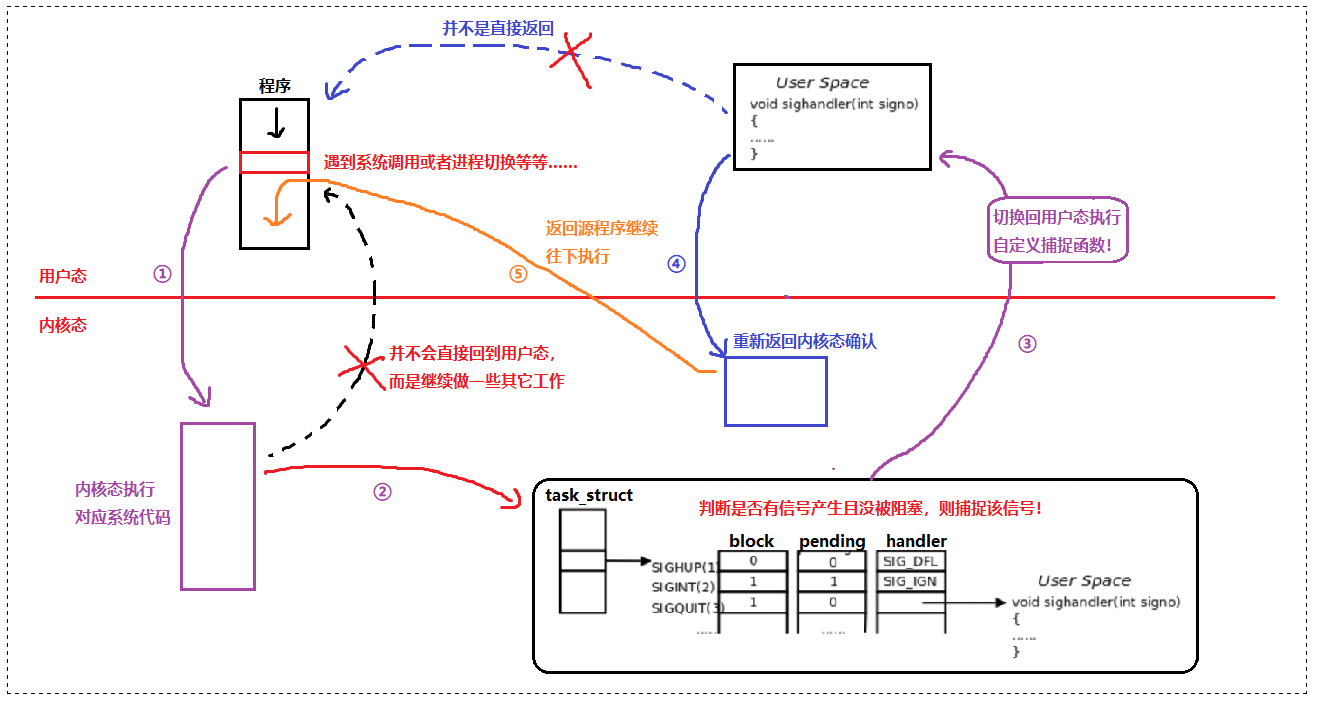 并不是直接返回
程序
User Space
void sighandler(int signo)
{
......
}
遇到系统调用或者进程切换等等......
切换回用户态执行
自定义捕捉函数！
返回源程序继续
往下执行
①
⑤
④
用户态
内核态
③
重新返回内核态确认
并不会直接回到用户态，
而是继续做一些其它工作
内核态执行
对应系统代码
②
task_struct
判断是否有信号产生且没被阻塞，则捕捉该信号！
block pending handler
SIGHUP(1) 0 0 SIG_DFL
SIGINT(2) 1 1 SIG_IGN
SIGQUIT(3) 1 0
...... ......
User Space
void sighandler(int signo)
{
......
}